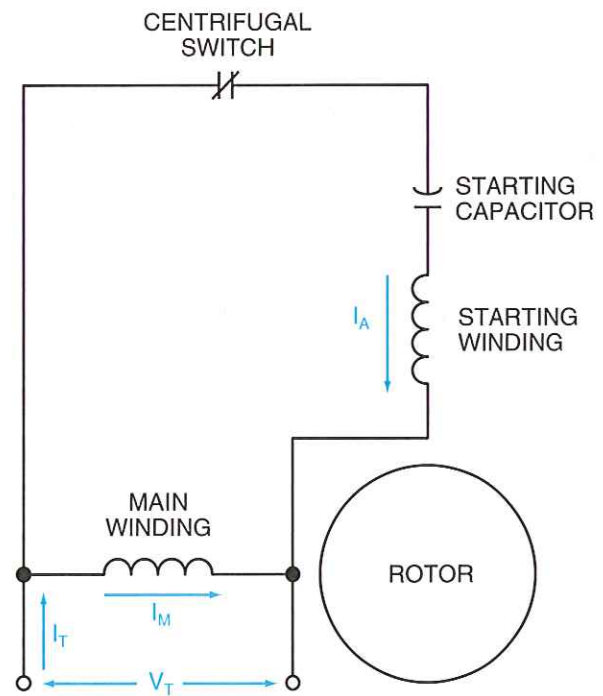 CENTRIFUGAL
SWITCH
STARTING
CAPACITOR
I_A
STARTING
WINDING
MAIN
WINDING
ROTOR
I_M
I_T
V_T